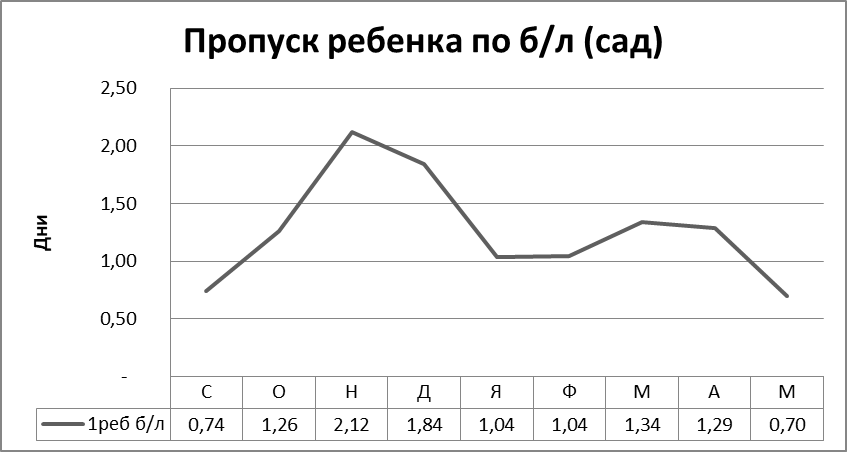 Пропуск ребенка по б/л (сад)
2,50
2,00
1,50
1,00
0,50
-
Дни
С О Н Д Я Ф М А М
1реб б/л 0,74 1,26 2,12 1,84 1,04 1,04 1,34 1,29 0,70